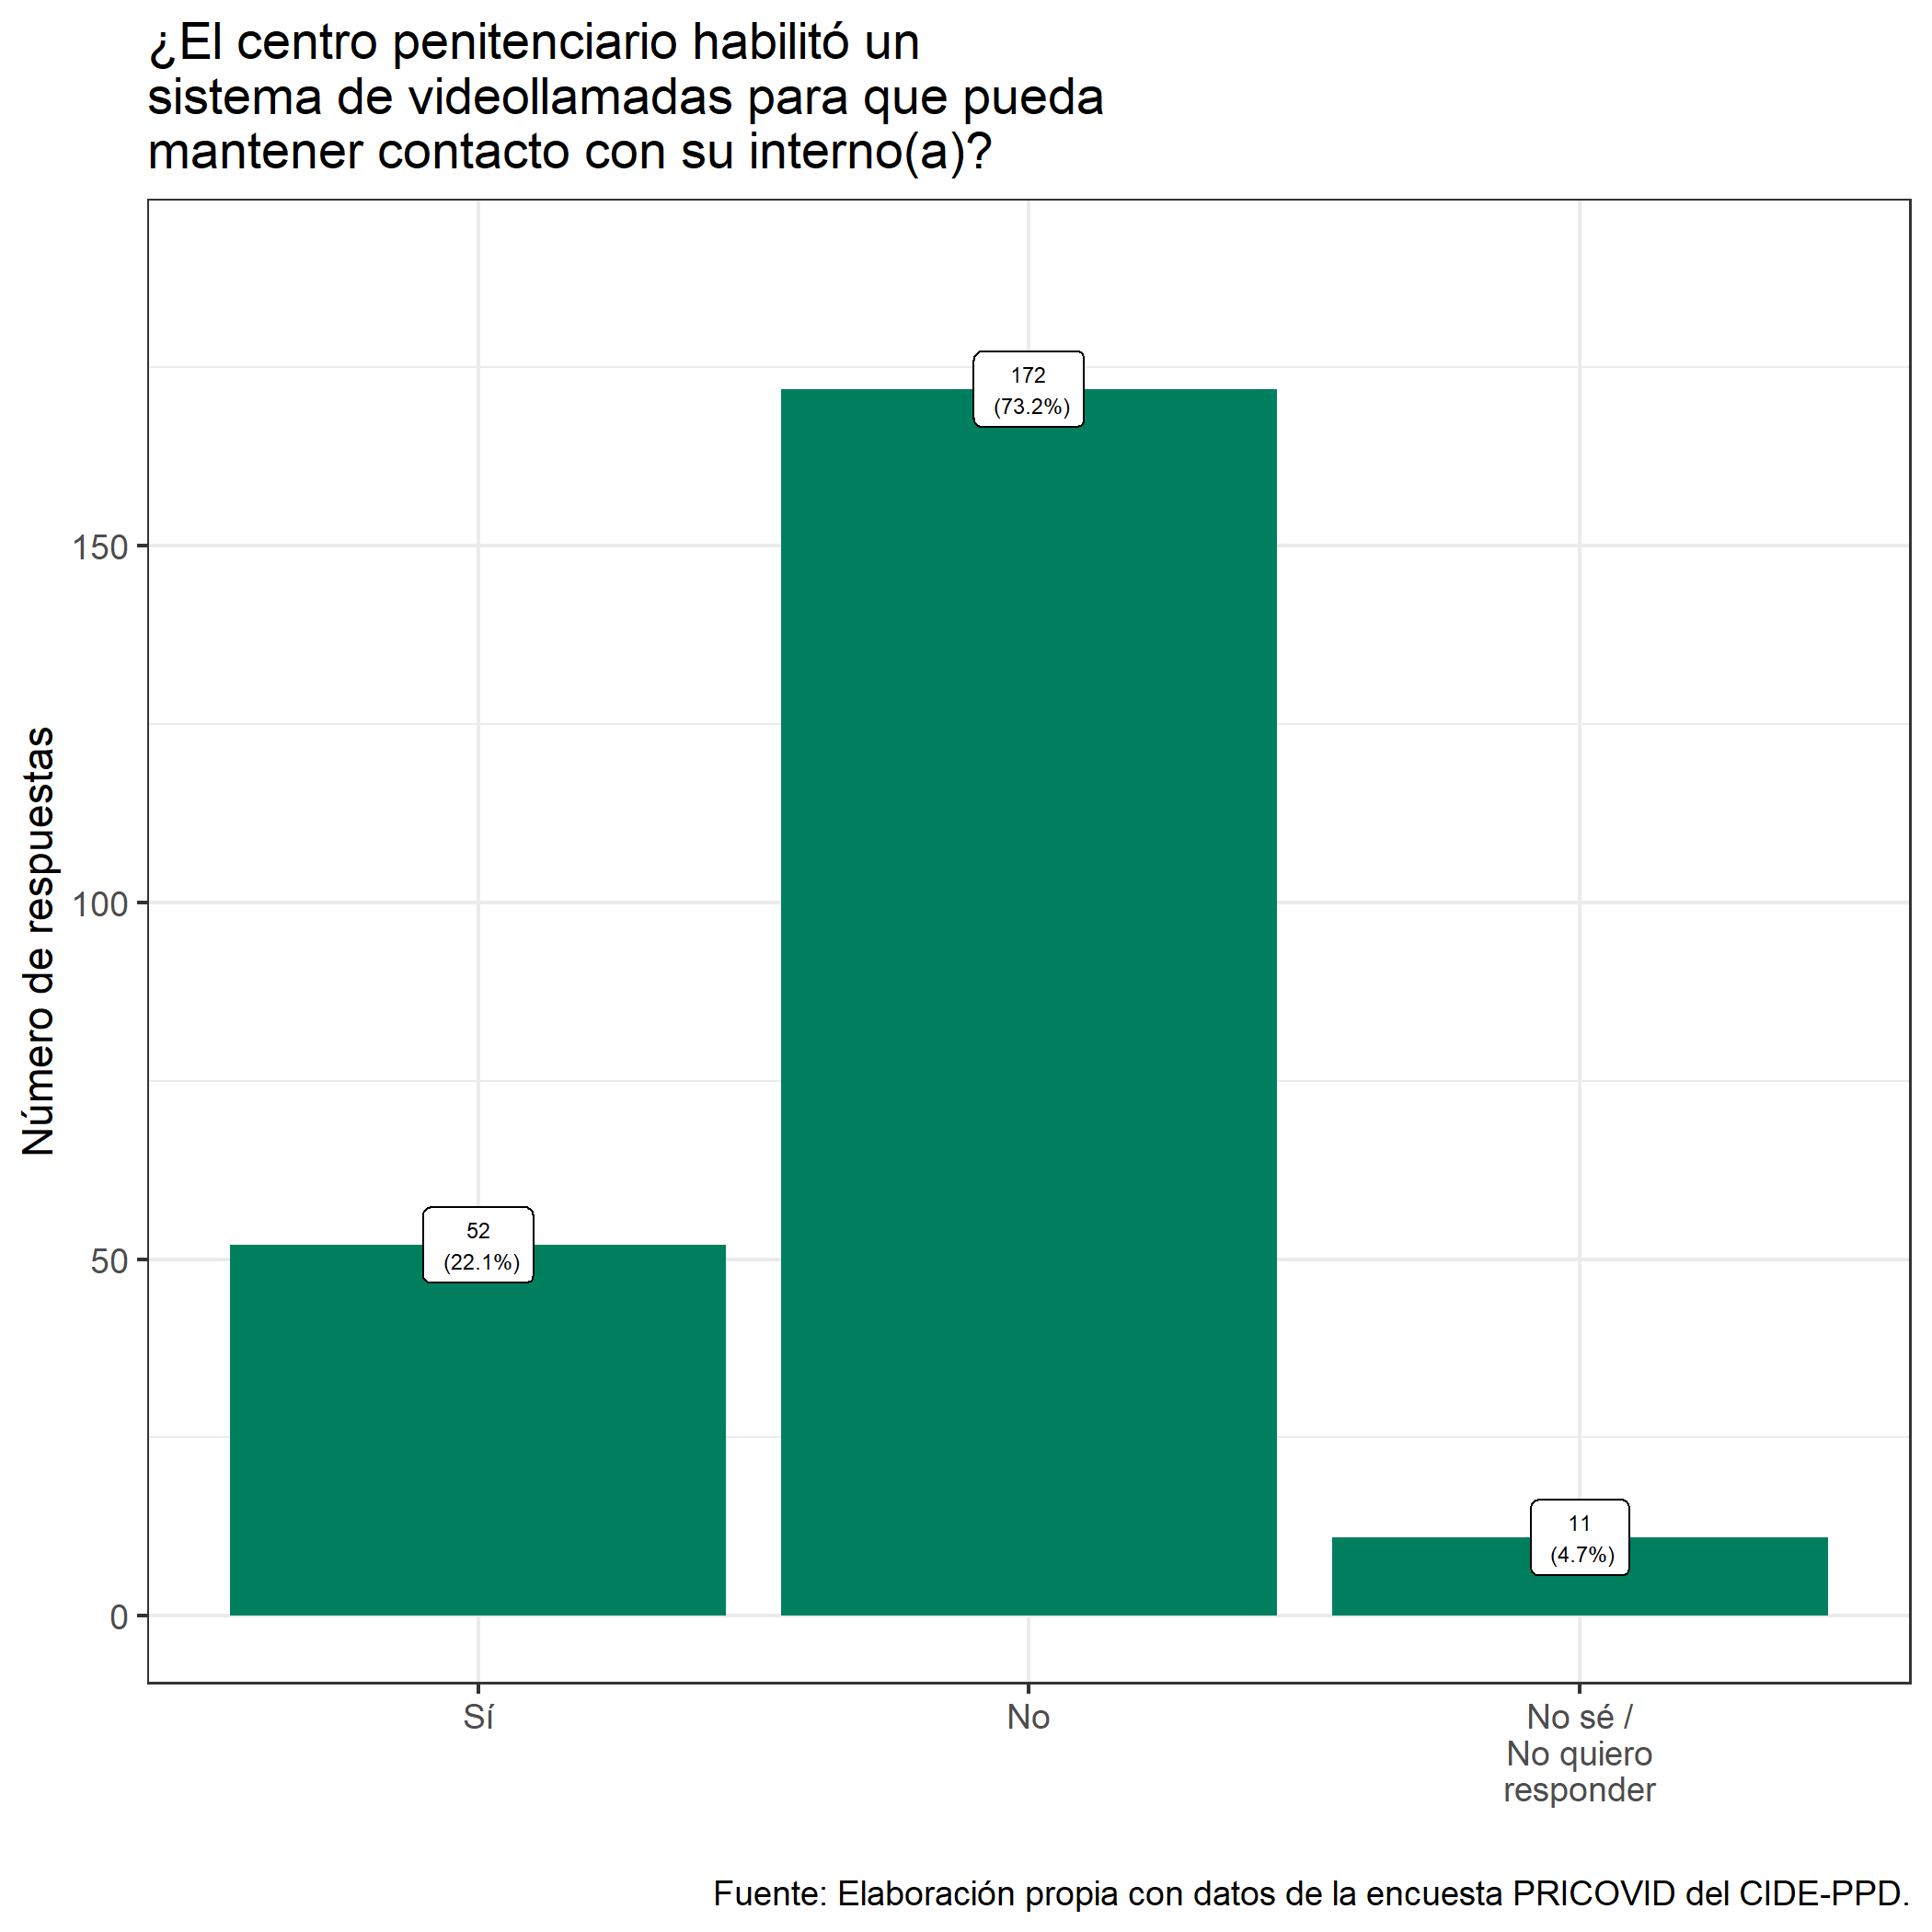 ¿El centro penitenciario habilitó un
sistema de videollamadas para que pueda
mantener contacto con su interno(a)?
Número de respuestas
150
100
50
0
52
(22.1%)
172
(73.2%)
11
(4.7%)
Sí
No
No sé /
No quiero
responder
Fuente: Elaboración propia con datos de la encuesta PRICOVID del CIDE-PPD.